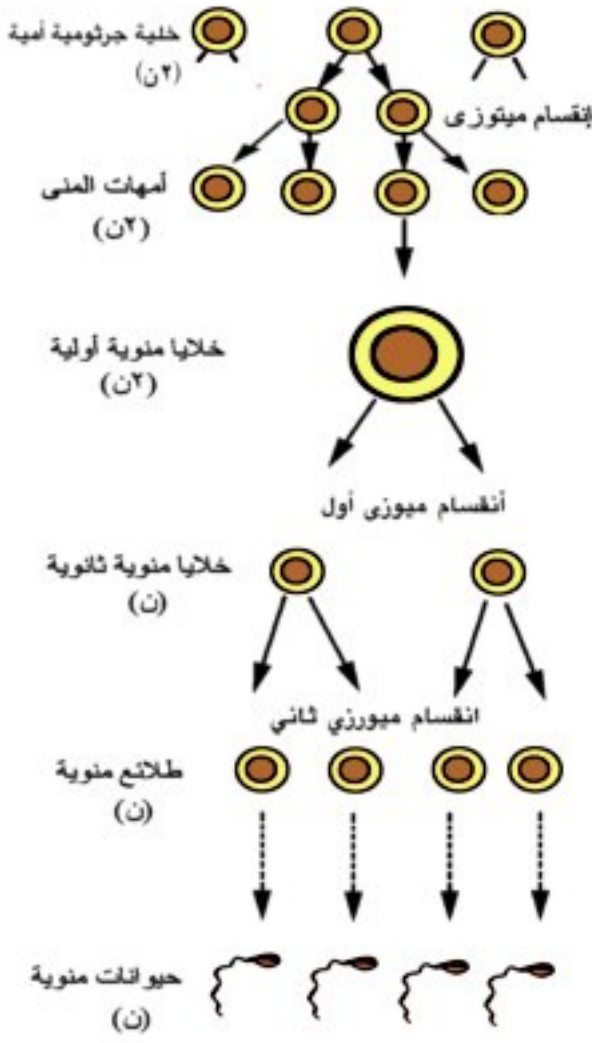 خلية جرثومية أمية
(٢ن)
إنقسام ميتوزى
أمهات المنى
(٢ن)
خلايا منوية أولية
(٢ن)
أنقسام ميوزى أول
خلايا منوية ثانوية
(ن)
انقسام ميورزي ثاني
طلائع منوية
(ن)
حيوانات منوية
(ن)